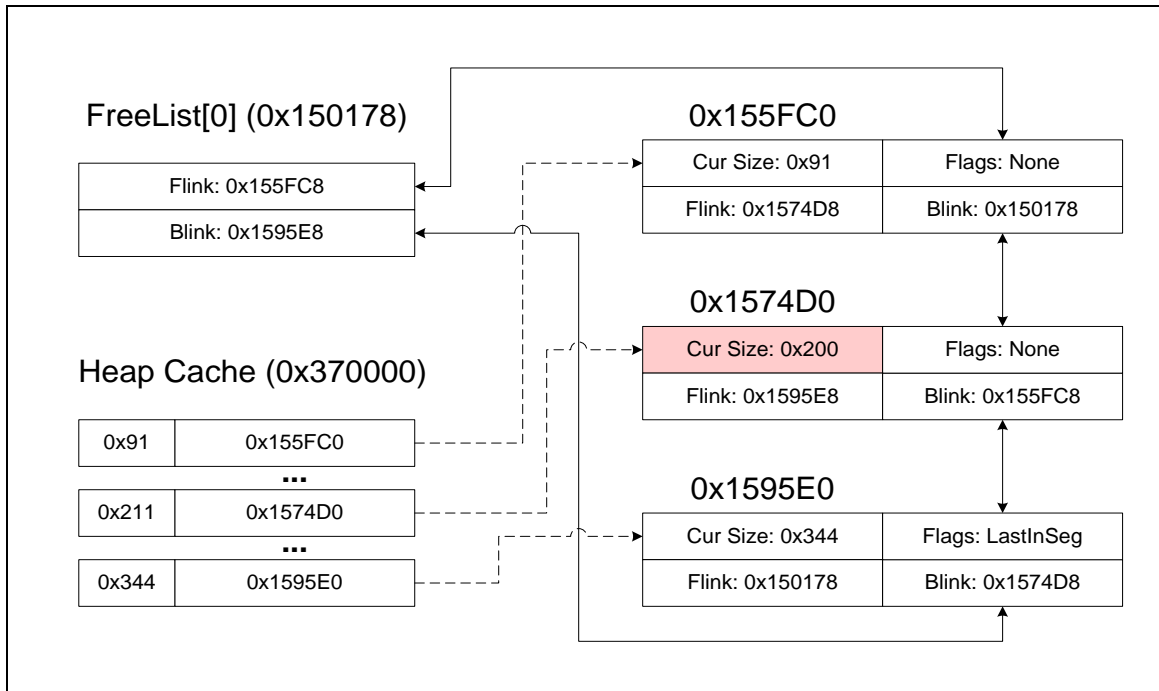 FreeList[0] (0x150178)
Flink: 0x155FC8
Blink: 0x1595E8
Heap Cache (0x370000)
0x91 0x155FC0
...
0x211 0x1574D0
...
0x344 0x1595E0
0x155FC0
Cur Size: 0x91 Flags: None
Flink: 0x1574D8 Blink: 0x150178
0x1574D0
Cur Size: 0x200 Flags: None
Flink: 0x1595E8 Blink: 0x155FC8
0x1595E0
Cur Size: 0x344 Flags: LastInSeg
Flink: 0x150178 Blink: 0x1574D8